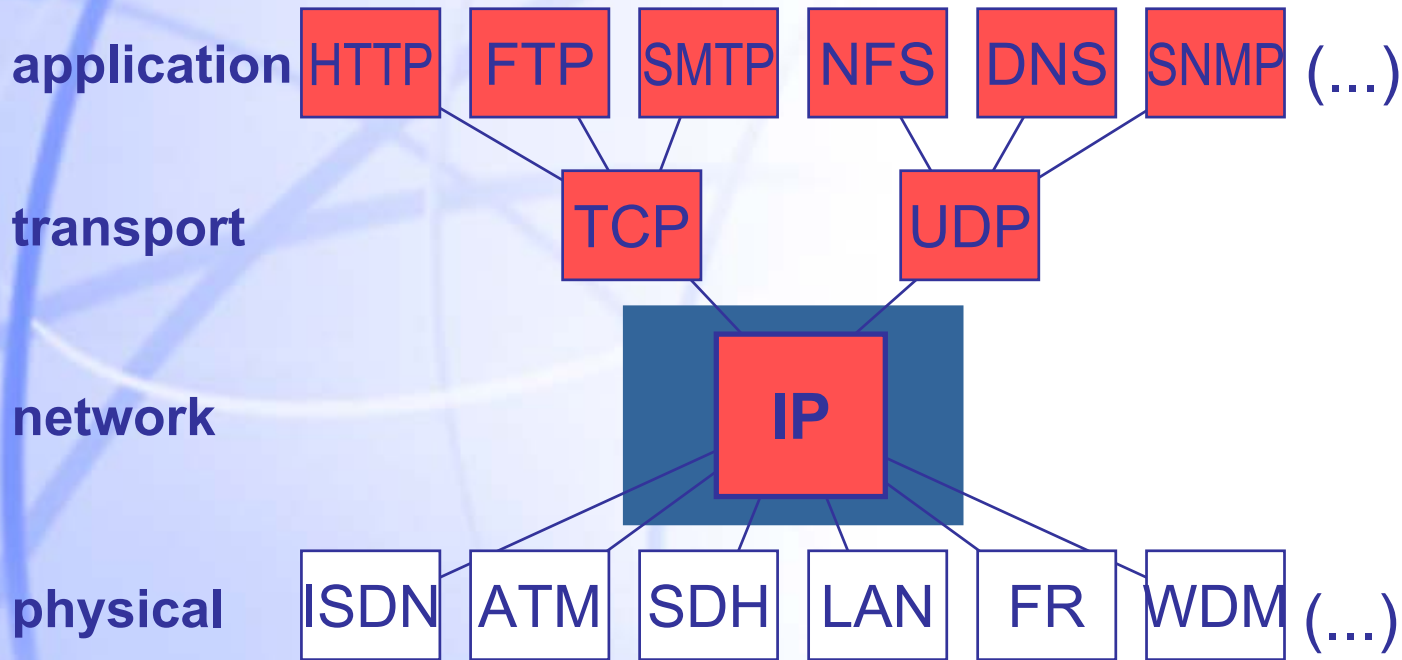 application HTTP FTP SMTP NFS DNS SNMP (...)
transport TCP UDP
network IP
physical ISDN ATM SDH LAN FR WDM (...)